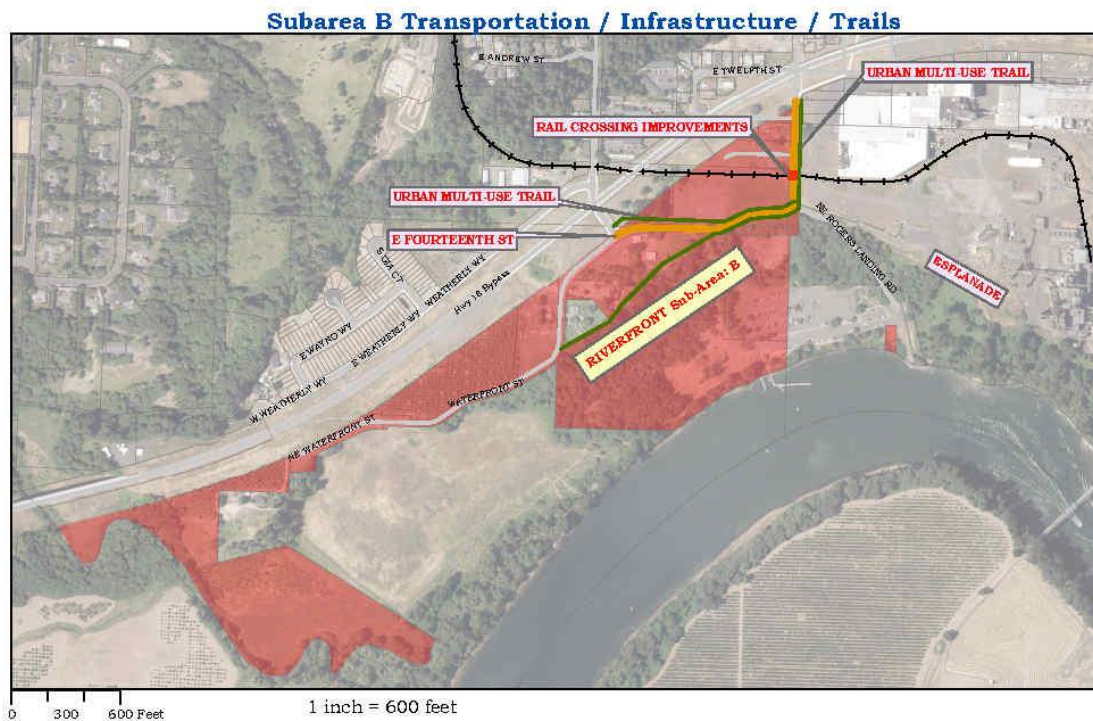 Subarea B Transportation / Infrastructure / Trails
E ANDREW ST
E TWELFTH ST
URBAN MULTI-USE TRAIL
RAIL CROSSING IMPROVEMENTS
URBAN MULTI-USE TRAIL
E FOURTEENTH ST
NE ROGERS LANDING RD
ESPLANADE
RIVERFRONT Sub-Area: B
E WEATHERLY WY
WEATHERLY WY
Hwy 18 Bypass
E WAYNO WY
W WEATHERLY WY
WATERFRONT ST
NE WATERFRONT ST
0 300 600 Feet
1 inch = 600 feet